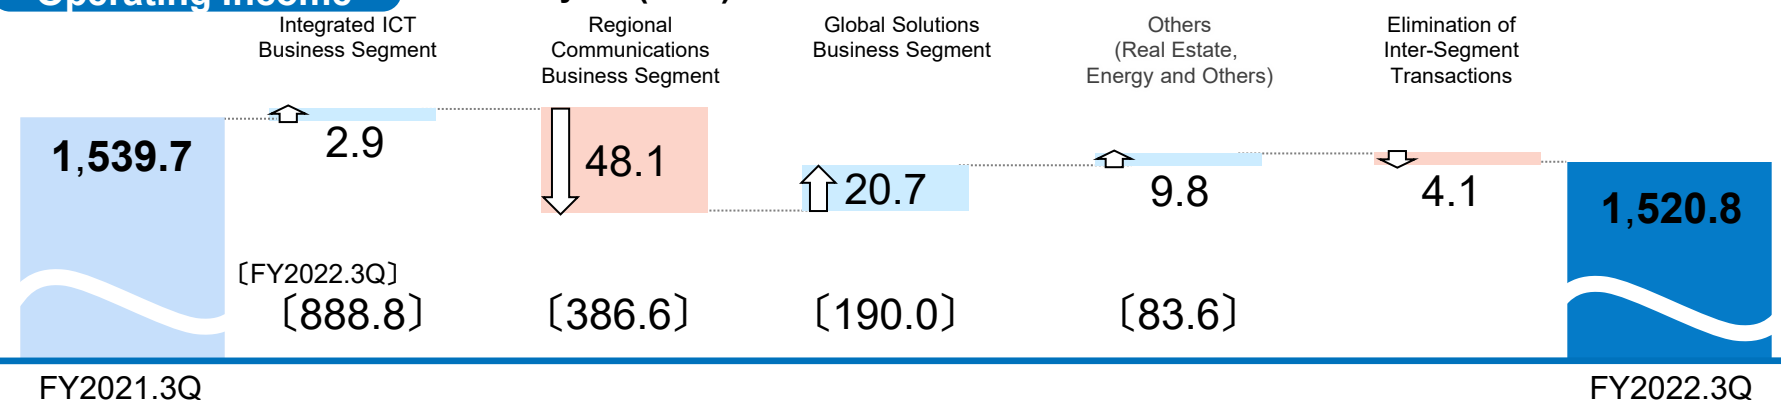 Operating Income
Integrated ICT
Business Segment
Regional
Communications
Business Segment
Global Solutions
Business Segment
Others
(Real Estate,
Energy and Others)
Elimination of
Inter-Segment
Transactions
1,539.7
2.9
48.1
20.7
9.8
4.1
1,520.8
〔FY2022.3Q〕
〔888.8〕
〔386.6〕
〔190.0〕
〔83.6〕
FY2021.3Q
FY2022.3Q